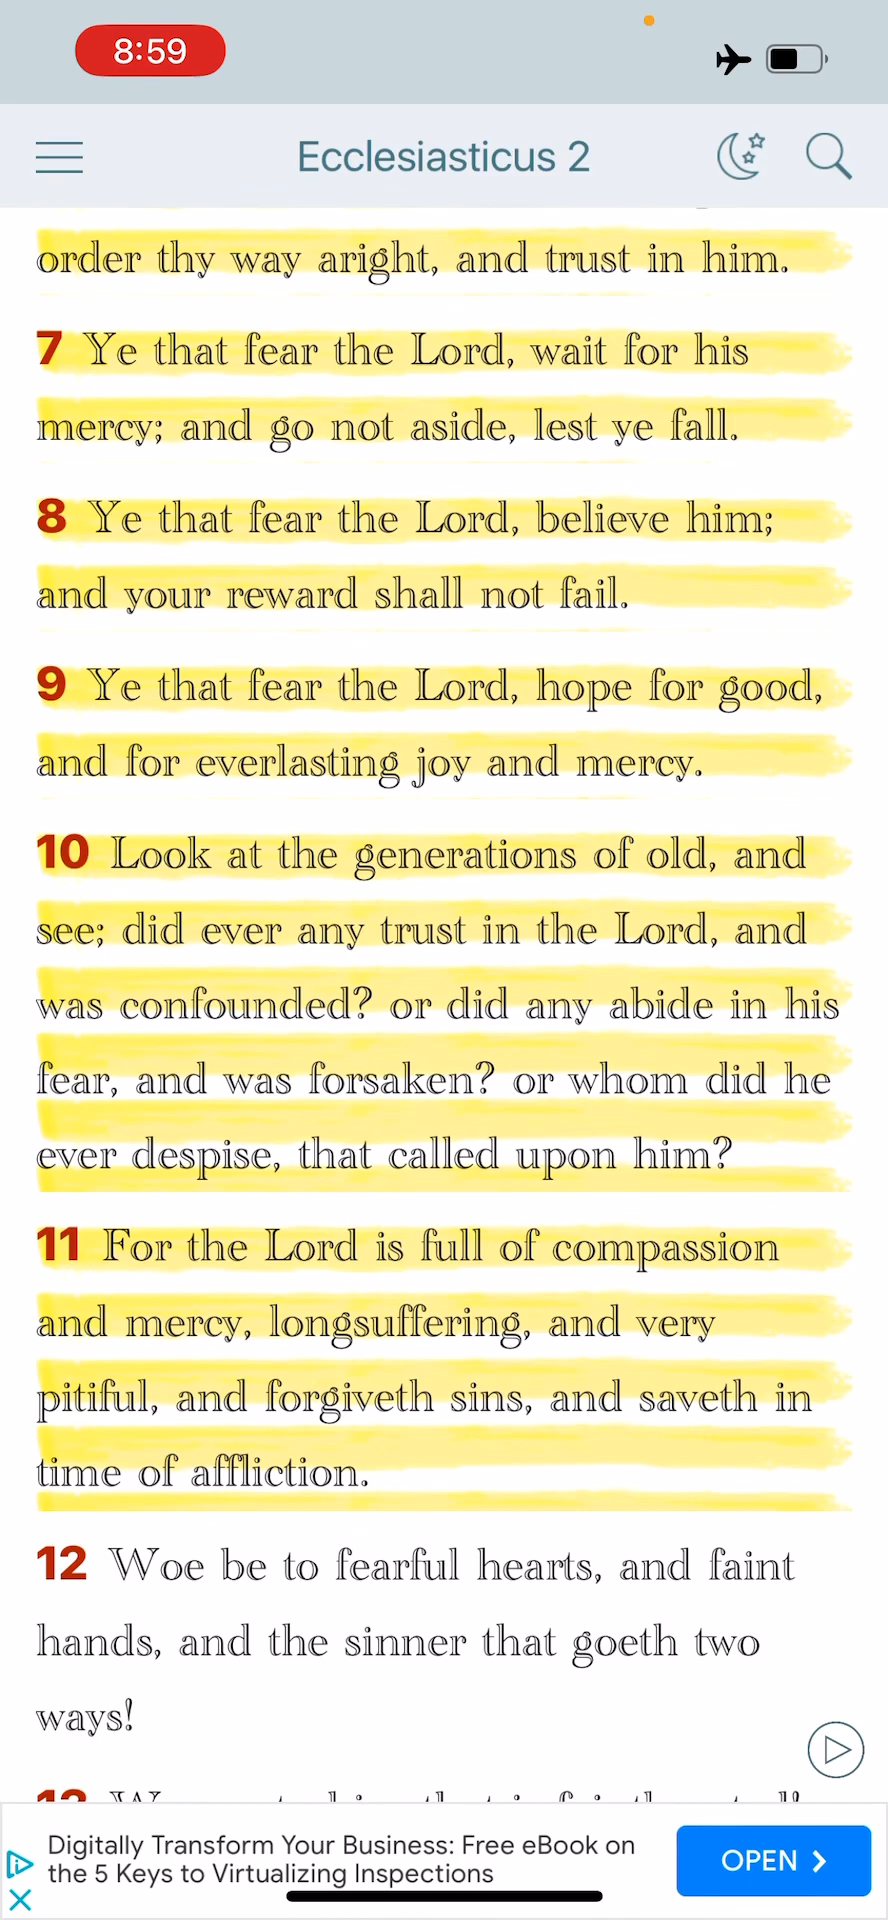 8:59
Ecclesiasticus 2
order thy way aright, and trust in him.
7 Ye that fear the Lord, wait for his
mercy; and go not aside, lest ye fall.
8 Ye that fear the Lord, believe him;
and your reward shall not fail.
9 Ye that fear the Lord, hope for good,
and for everlasting joy and mercy.
10 Look at the generations of old, and
see; did ever any trust in the Lord, and
was confounded? or did any abide in his
fear, and was forsaken? or whom did he
ever despise, that called upon him?
11 For the Lord is full of compassion
and mercy, longsuffering, and very
pitiful, and forgiveth sins, and saveth in
time of affliction.
12 Woe be to fearful hearts, and faint
hands, and the sinner that goeth two
ways!
Digitally Transform Your Business: Free eBook on
the 5 Keys to Virtualizing Inspections
OPEN